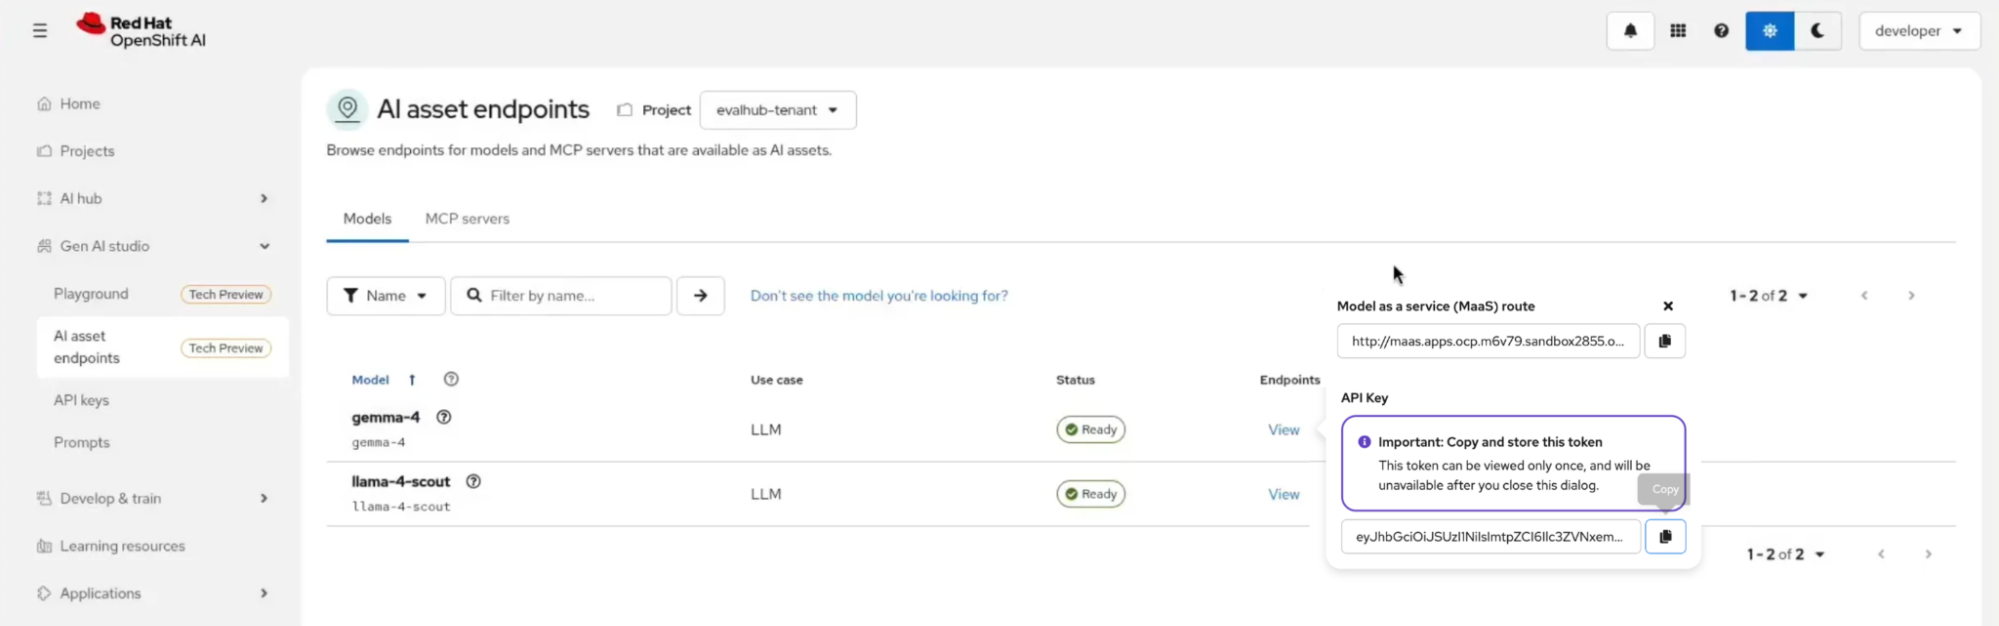 Red Hat
OpenShift AI
developer
Home
Projects
AI hub
Gen AI studio
Playground
Tech Preview
AI asset
endpoints
Tech Preview
API keys
Prompts
Develop & train
Learning resources
Applications
AI asset endpoints
Project
evalhub-tenant
Browse endpoints for models and MCP servers that are available as AI assets.
Models
MCP servers
Name
Filter by name...
Don't see the model you're looking for?
1 - 2 of 2
Model
Use case
Status
Endpoints
gemma-4
gemma-4
LLM
Ready
View
llama-4-scout
llama-4-scout
LLM
Ready
View
Model as a service (MaaS) route
http://maas.apps.ocp.m6v79.sandbox2855.o...
API Key
Important: Copy and store this token
This token can be viewed only once, and will be
unavailable after you close this dialog.
Copy
1 - 2 of 2